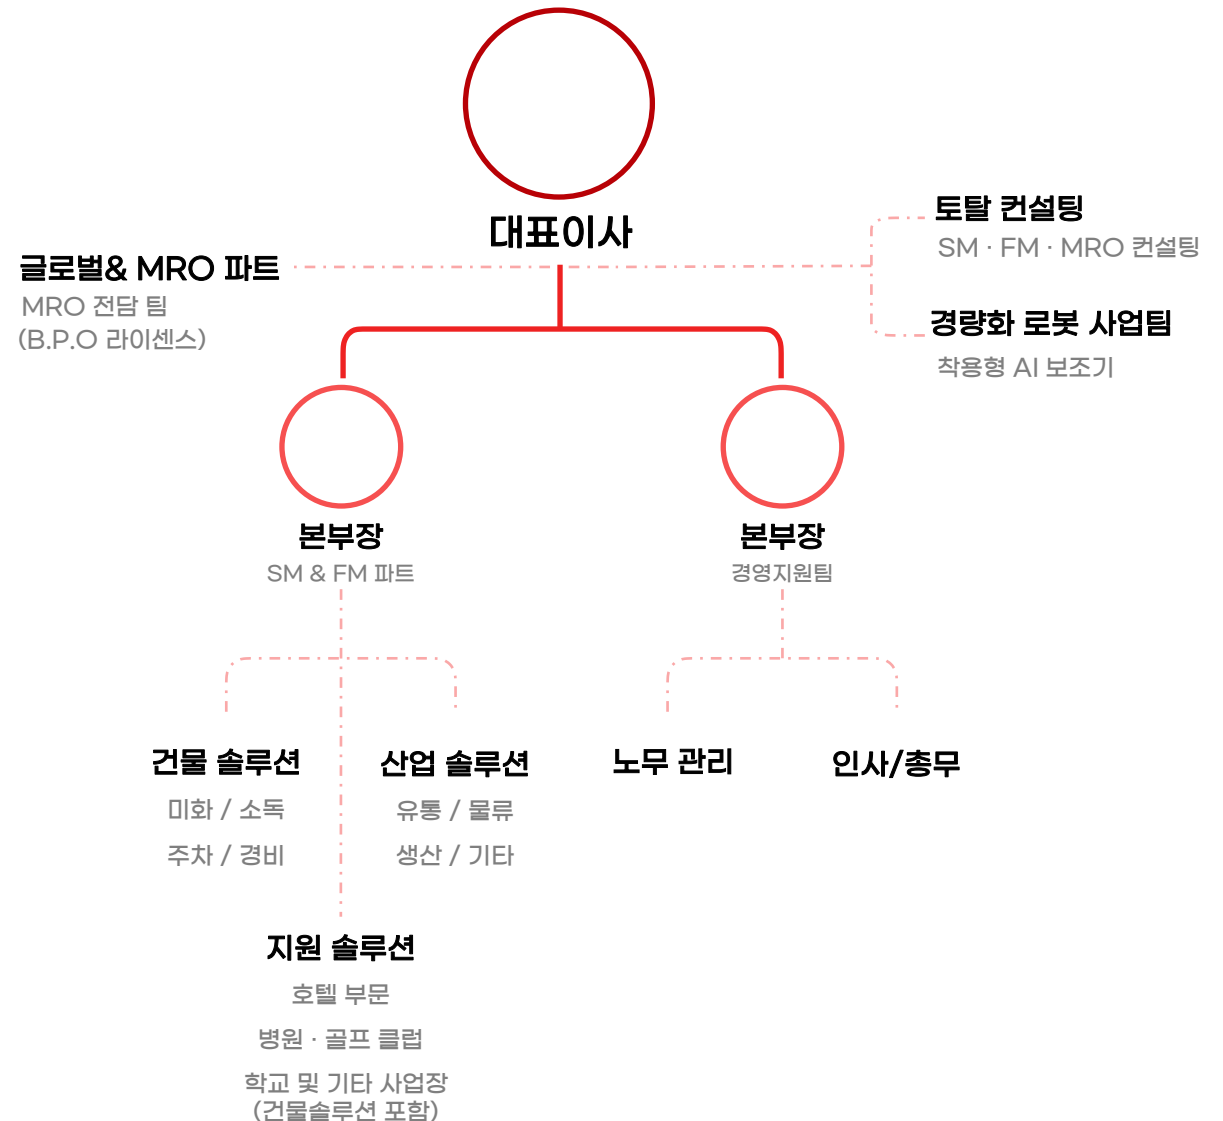 대표이사
글로벌& MRO 파트
MRO 전담 팀
(B.P.O 라이센스)
토탈 컨설팅
SM · FM · MRO 컨설팅
경량화 로봇 사업팀
착용형 AI 보조기
본부장
SM & FM 파트
본부장
경영지원팀
건물 솔루션
미화 / 소독
주차 / 경비
산업 솔루션
유통 / 물류
생산 / 기타
노무 관리
인사/총무
지원 솔루션
호텔 부문
병원 · 골프 클럽
학교 및 기타 사업장
(건물솔루션 포함)